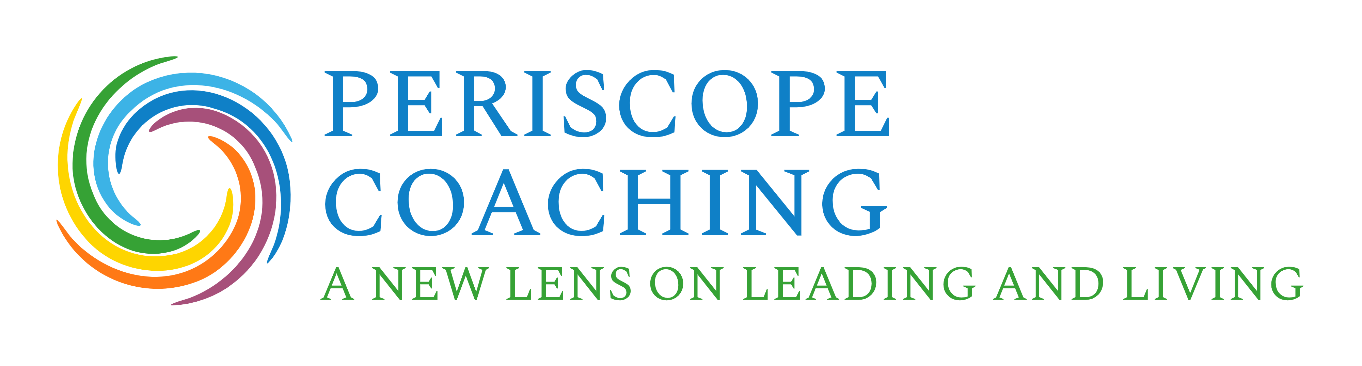 PERISCOPE
COACHING
A NEW LENS ON LEADING AND LIVING